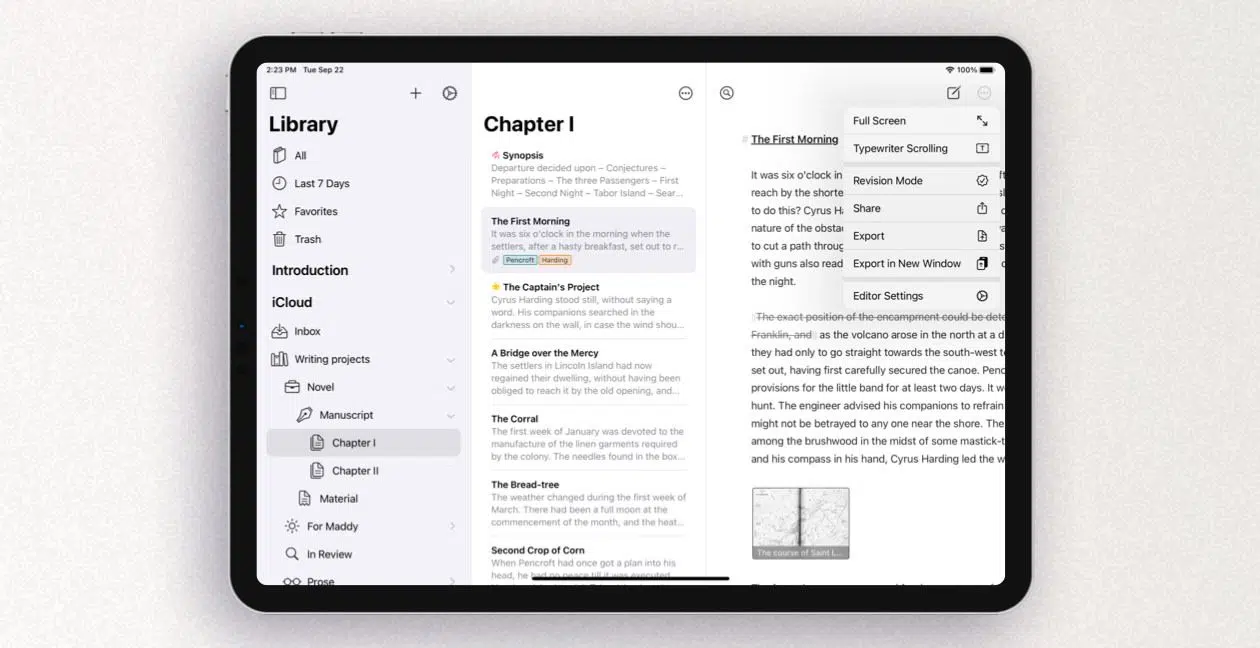 2:23 PM Tue Sep 22
100%
Library
All
Last 7 Days
Favorites
Trash
Introduction
iCloud
Inbox
Writing projects
Novel
Manuscript
Chapter I
Chapter II
Material
For Maddy
In Review
Prose
Chapter I
Synopsis
Departure decided upon – Conjectures –
Preparations – The three Passengers – First
Night – Second Night – Tabor Island – Sear...
The First Morning
It was six o'clock in the morning when the
settlers, after a hasty breakfast, set out to r...
Pencroft Harding
The Captain's Project
Cyrus Harding stood still, without saying a
word. His companions searched in the
darkness on the wall, in case the wind shou...
A Bridge over the Mercy
The settlers in Lincoln Island had now
regained their dwelling, without having been
obliged to reach it by the old opening, and...
The Corral
The first week of January was devoted to the
manufacture of the linen garments required
by the colony. The needles found in the box...
The Bread-tree
The weather changed during the first week of
March. There had been a full moon at the
commencement of the month, and the heat...
Second Crop of Corn
When Pencroft had once got a plan into his
head, he had no peace till it was executed.
# The First Morning
It was six o'clock in
reach by the shorte
to do this? Cyrus Ha
nature of the obstac
to cut a path throug
with guns also read
the night.
Full Screen
Typewriter Scrolling
Revision Mode
Share
Export
Export in New Window
Editor Settings
The exact position of the encampment could be dete
Franklin, and as the volcano arose in the north at a d
they had only to go straight towards the south-west t
set out, having first carefully secured the canoe. Penc
provisions for the little band for at least two days. It w
hunt. The engineer advised his companions to refrain
might not be betrayed to any one near the shore. The
among the brushwood in the midst of some mastick-t
and his compass in his hand, Cyrus Harding led the w
The course of Saint L...